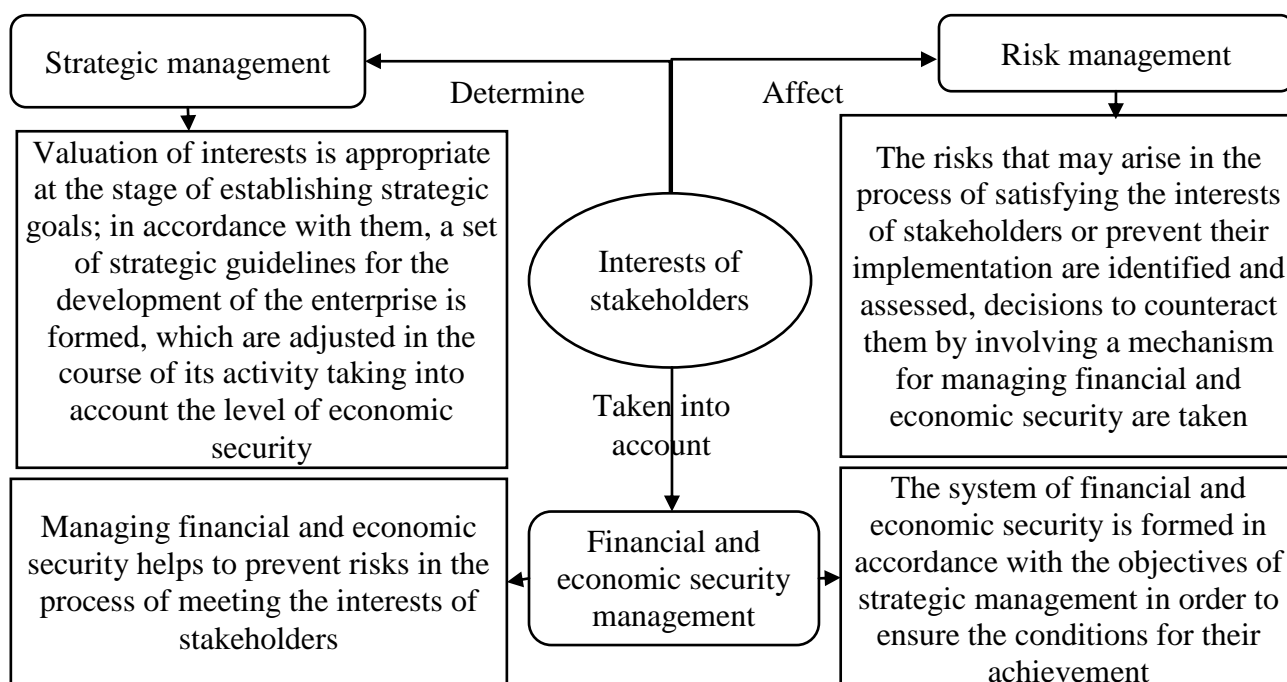 Strategic management
Risk management
Determine
Affect
Valuation of interests is appropriate
at the stage of establishing strategic
goals; in accordance with them, a set
of strategic guidelines for the
development of the enterprise is
formed, which are adjusted in the
course of its activity taking into
account the level of economic
security
Interests of
stakeholders
The risks that may arise in the
process of satisfying the interests
of stakeholders or prevent their
implementation are identified and
assessed, decisions to counteract
them by involving a mechanism
for managing financial and
economic security are taken
Taken into
account
Managing financial and economic
security helps to prevent risks in the
process of meeting the interests of
stakeholders
Financial and
economic security
management
The system of financial and
economic security is formed in
accordance with the objectives of
strategic management in order to
ensure the conditions for their
achievement